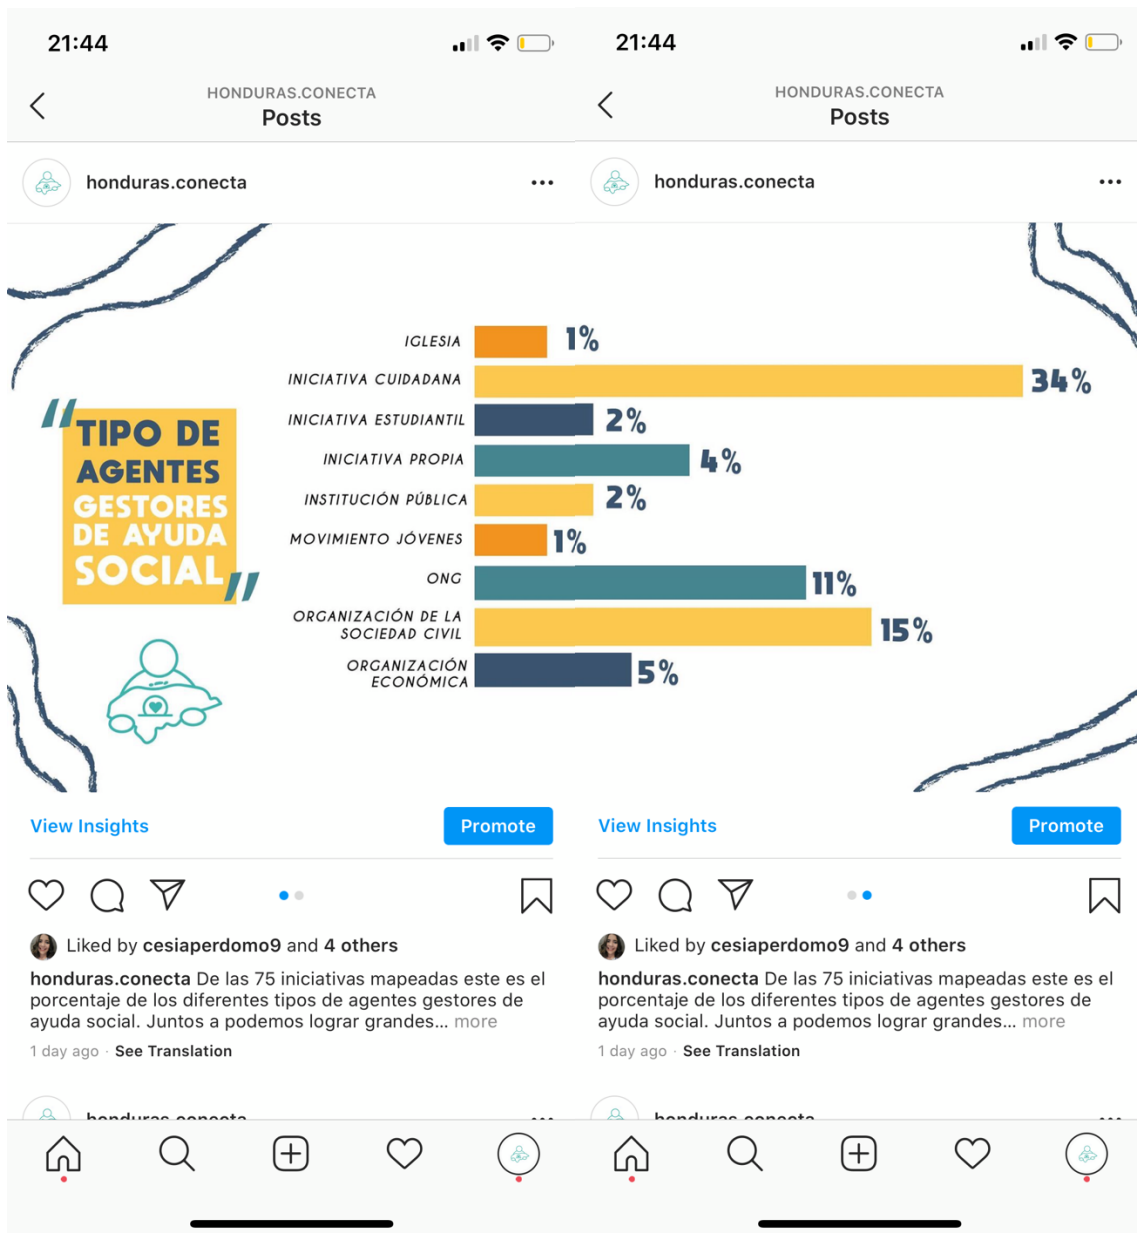 21:44
HONDURAS.CONECTA
Posts
honduras.conecta
"TIPO DE
AGENTES
GESTORES
DE AYUDA
SOCIAL"
IGLESIA 1%
INICIATIVA CUIDADANA 34%
INICIATIVA ESTUDIANTIL 2%
INICIATIVA PROPIA 4%
INSTITUCIÓN PÚBLICA 2%
MOVIMIENTO JÓVENES 1%
ONG 11%
ORGANIZACIÓN DE LA
SOCIEDAD CIVIL 15%
ORGANIZACIÓN
ECONÓMICA 5%
View Insights
Promote
Liked by cesiaperdomo9 and 4 others
honduras.conecta De las 75 iniciativas mapeadas este es el
porcentaje de los diferentes tipos de agentes gestores de
ayuda social. Juntos a podemos lograr grandes... more
1 day ago · See Translation
honduras.conecta
21:44
HONDURAS.CONECTA
Posts
honduras.conecta
View Insights
Promote
Liked by cesiaperdomo9 and 4 others
honduras.conecta De las 75 iniciativas mapeadas este es el
porcentaje de los diferentes tipos de agentes gestores de
ayuda social. Juntos a podemos lograr grandes... more
1 day ago · See Translation
honduras.conecta